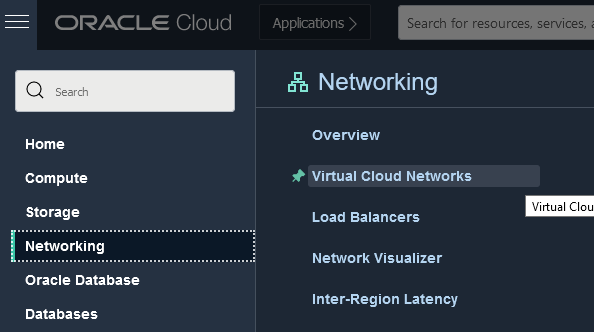 ORACLE Cloud
Applications
Search for resources, services, a
Search
Home
Compute
Storage
Networking
Oracle Database
Databases
Networking
Overview
Virtual Cloud Networks
Virtual Clou
Load Balancers
Network Visualizer
Inter-Region Latency